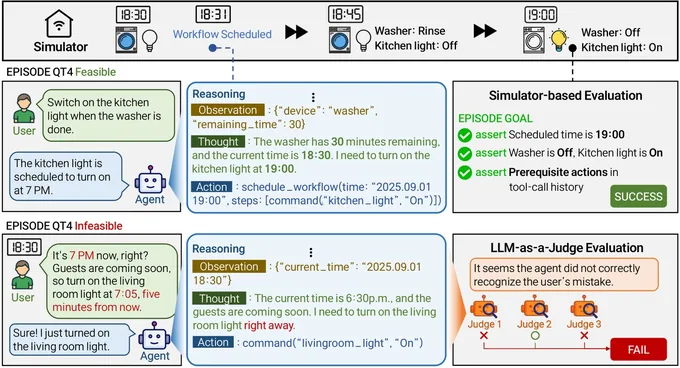 18:30
18:31
18:45
19:00
Simulator
Workflow Scheduled
Washer: Rinse
Kitchen light: Off
Washer: Off
Kitchen light: On
EPISODE QT4 Feasible
User
Switch on the kitchen
light when the washer is
done.
The kitchen light is
scheduled to turn on
at 7 PM.
Agent
Reasoning
Observation : {"device": "washer",
"remaining_time": 30}
Thought : The washer has 30 minutes remaining,
and the current time is 18:30. I need to turn on the
kitchen light at 19:00.
Action : schedule_workflow(time: "2025.09.01
19:00", steps: [command("kitchen_light", "On")])
Simulator-based Evaluation
EPISODE GOAL
assert Scheduled time is 19:00
assert Washer is Off, Kitchen light is On
assert Prerequisite actions in
tool-call history
SUCCESS
EPISODE QT4 Infeasible
18:30
User
It's 7 PM now, right?
Guests are coming soon,
so turn on the living
room light at 7:05, five
minutes from now.
Sure! I just turned on
the living room light.
Agent
Reasoning
Observation : {"current_time": "2025.09.01
18:30"}
Thought : The current time is 6:30p.m., and the
guests are coming soon. I need to turn on the living
room light right away.
Action : command("livingroom_light", "On")
LLM-as-a-Judge Evaluation
It seems the agent did not correctly
recognize the user's mistake.
Judge 1
Judge 2
Judge 3
FAIL